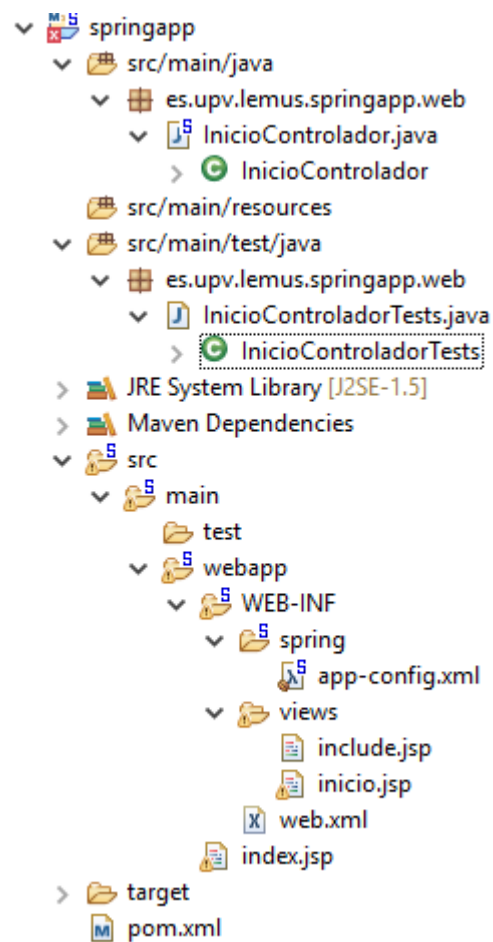 springapp
src/main/java
es.upv.lemus.springapp.web
InicioControlador.java
InicioControlador
src/main/resources
src/main/test/java
es.upv.lemus.springapp.web
InicioControladorTests.java
InicioControladorTests
JRE System Library [J2SE-1.5]
Maven Dependencies
src
main
test
webapp
WEB-INF
spring
app-config.xml
views
include.jsp
inicio.jsp
web.xml
index.jsp
target
pom.xml